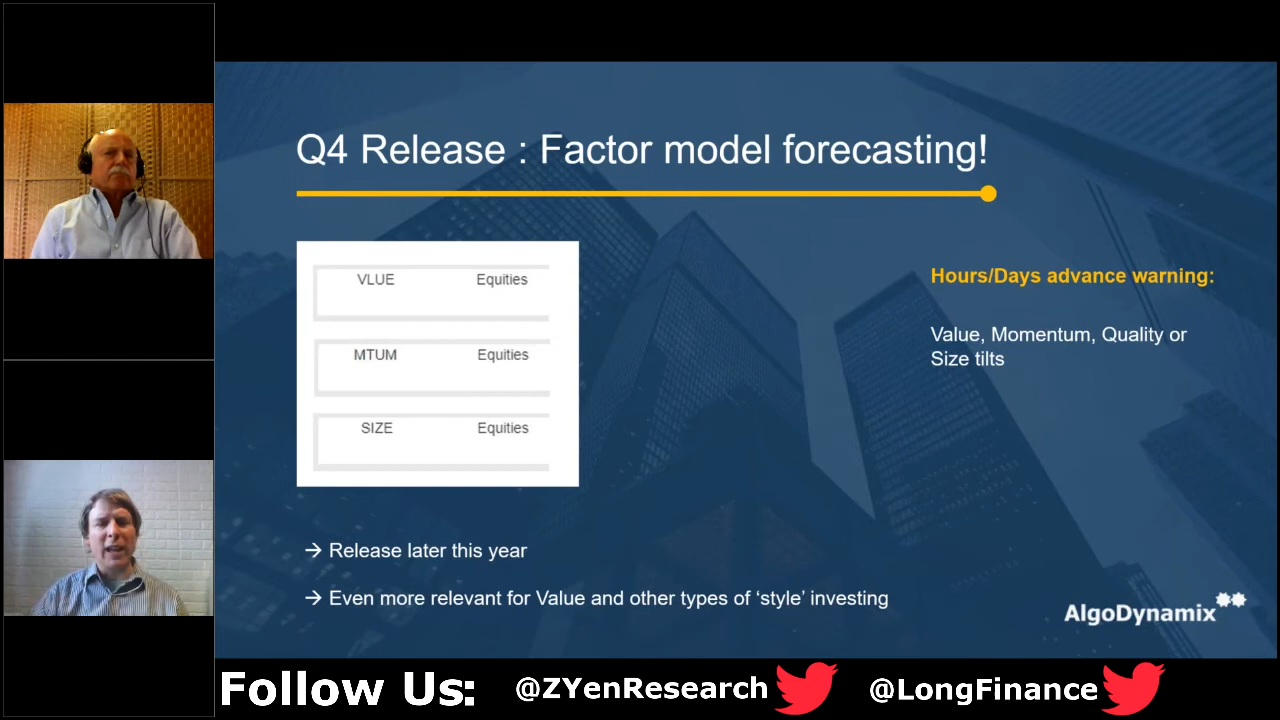 Q4 Release : Factor model forecasting!
VLUE Equities
MTUM Equities
SIZE Equities
Hours/Days advance warning:
Value, Momentum, Quality or
Size tilts
→ Release later this year
→ Even more relevant for Value and other types of ‘style’ investing
AlgoDynamix
Follow Us: @ZYenResearch @LongFinance